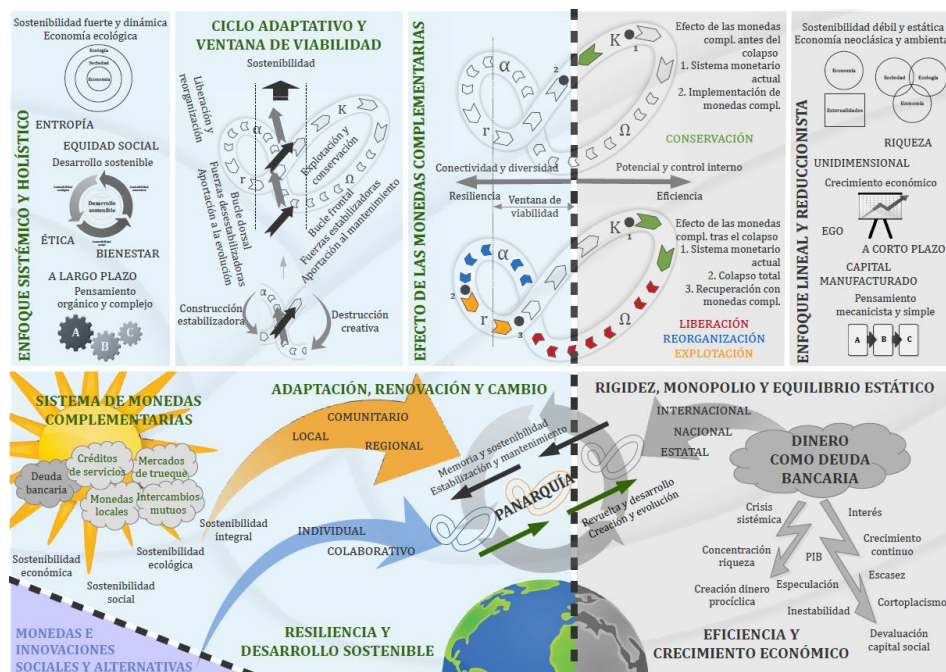 ENFOQUE SISTÉMICO Y HOLÍSTICO
Sostenibilidad fuerte y dinámica
Economía ecológica
Ecología
Sociedad
Economía
ENTROPÍA
EQUIDAD SOCIAL
Desarrollo sostenible
Desarrollo
sostenible
ÉTICA
BIENESTAR
A LARGO PLAZO
Pensamiento
orgánico y complejo
A
B
C
CICLO ADAPTATIVO Y
VENTANA DE VIABILIDAD
Sostenibilidad
Liberación y
reorganización
α
K
r
Ω
Explotación y
conservación
Bucle dorsal
Fuerzas desestabilizadoras
Aportación a la evolución
Bucle frontal
Fuerzas estabilizadoras
Aportación al mantenimiento
Construcción
estabilizadora
Destrucción
creativa
EFECTO DE LAS MONEDAS COMPLEMENTARIAS
α
2
K
1
r
Ω
Efecto de las monedas
compl. antes del
colapso
1. Sistema monetario
actual
2. Implementación de
monedas compl.
CONSERVACIÓN
Conectividad y diversidad
Potencial y control interno
Resiliencia
Ventana de
viabilidad
Eficiencia
α
K
1
2
r
3
Ω
Efecto de las monedas
compl. tras el colapso
1. Sistema monetario
actual
2. Colapso total
3. Recuperación con
monedas compl.
LIBERACIÓN
REORGANIZACIÓN
EXPLOTACIÓN
ENFOQUE LINEAL Y REDUCCIONISTA
Sostenibilidad débil y estática
Economía neoclásica y ambiental
Economía
Sociedad
Ecología
Economía
Externalidades
RIQUEZA
UNIDIMENSIONAL
Crecimiento económico
EGO
A CORTO PLAZO
CAPITAL
MANUFACTURADO
Pensamiento
mecanicista y simple
A
B
C
SISTEMA DE MONEDAS
COMPLEMENTARIAS
Créditos
de servicios
Mercados
de trueque
Deuda
bancaria
Monedas
locales
Intercambios
mutuos
Sostenibilidad
integral
Sostenibilidad
ecológica
Sostenibilidad
económica
Sostenibilidad
social
MONEDAS E
INNOVACIONES
SOCIALES Y ALTERNATIVAS
ADAPTACIÓN, RENOVACIÓN Y CAMBIO
COMUNITARIO
LOCAL
REGIONAL
INDIVIDUAL
COLABORATIVO
Memoria y sostenibilidad
Estabilización y mantenimiento
PANARQUÍA
Revuelta y desarrollo
Creación y evolución
RESILIENCIA Y
DESARROLLO SOSTENIBLE
RIGIDEZ, MONOPOLIO Y EQUILIBRIO ESTÁTICO
INTERNACIONAL
NACIONAL
ESTATAL
DINERO
COMO DEUDA
BANCARIA
Crisis
sistémica
Interés
Concentración
riqueza
PIB
Crecimiento
continuo
Creación dinero
procíclica
Especulación
Escasez
Inestabilidad
Cortoplacismo
Devaluación
capital social
EFICIENCIA Y
CRECIMIENTO ECONÓMICO